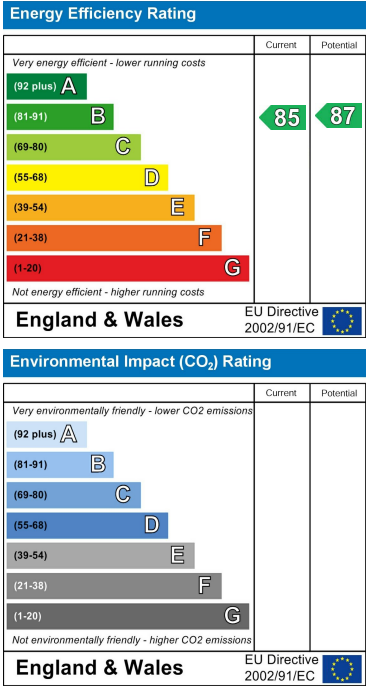 Energy Efficiency Rating
Current Potential
Very energy efficient - lower running costs
(92 plus) A
(81-91) B
85 87
(69-80) C
(55-68) D
(39-54) E
(21-38) F
(1-20) G
Not energy efficient - higher running costs
England & Wales
EU Directive
2002/91/EC
Environmental Impact (CO₂) Rating
Current Potential
Very environmentally friendly - lower CO2 emissions
(92 plus) A
(81-91) B
(69-80) C
(55-68) D
(39-54) E
(21-38) F
(1-20) G
Not environmentally friendly - higher CO2 emissions
England & Wales
EU Directive
2002/91/EC